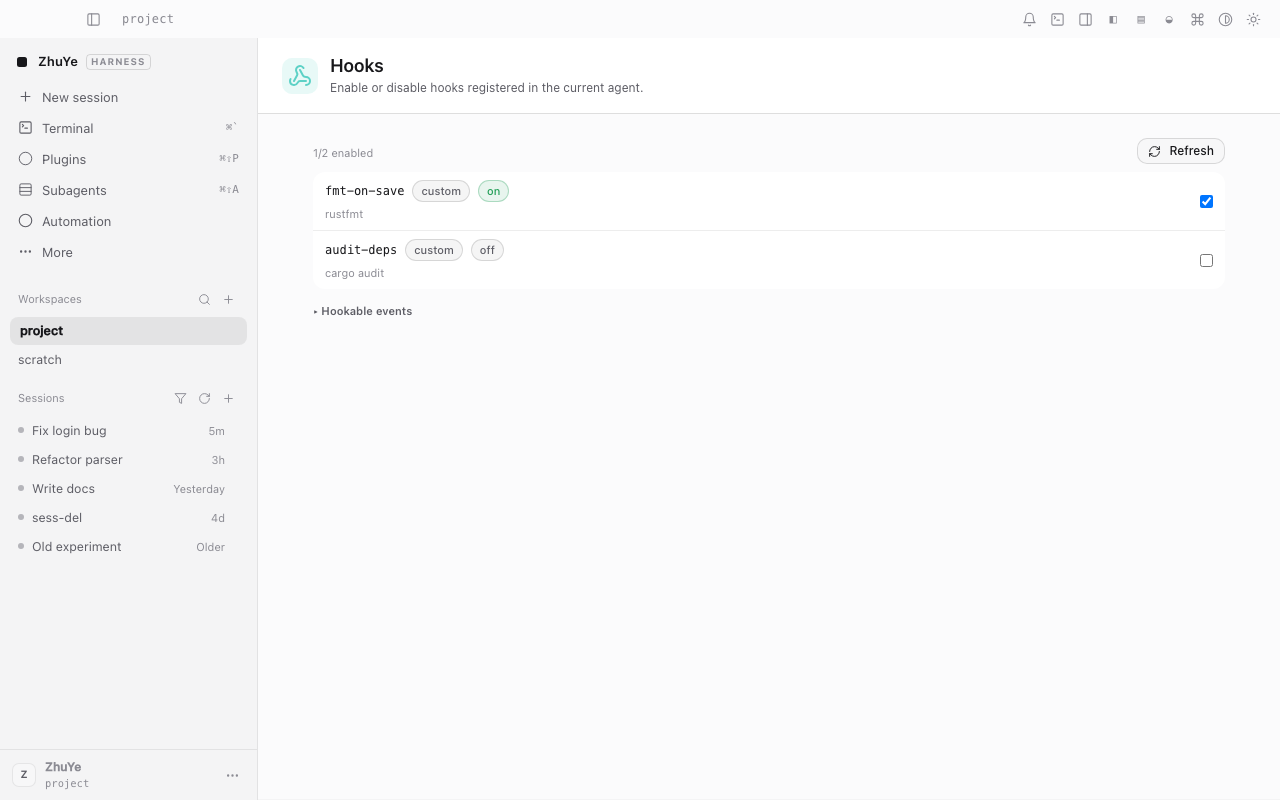 project
ZhuYe HARNESS
New session
Terminal ⌘`
Plugins ⌘⇧P
Subagents ⌘⇧A
Automation
More
Workspaces
project
scratch
Sessions
Fix login bug 5m
Refactor parser 3h
Write docs Yesterday
sess-del 4d
Old experiment Older
Z
ZhuYe
project
Hooks
Enable or disable hooks registered in the current agent.
1/2 enabled
Refresh
fmt-on-save custom on
rustfmt
audit-deps custom off
cargo audit
▸ Hookable events